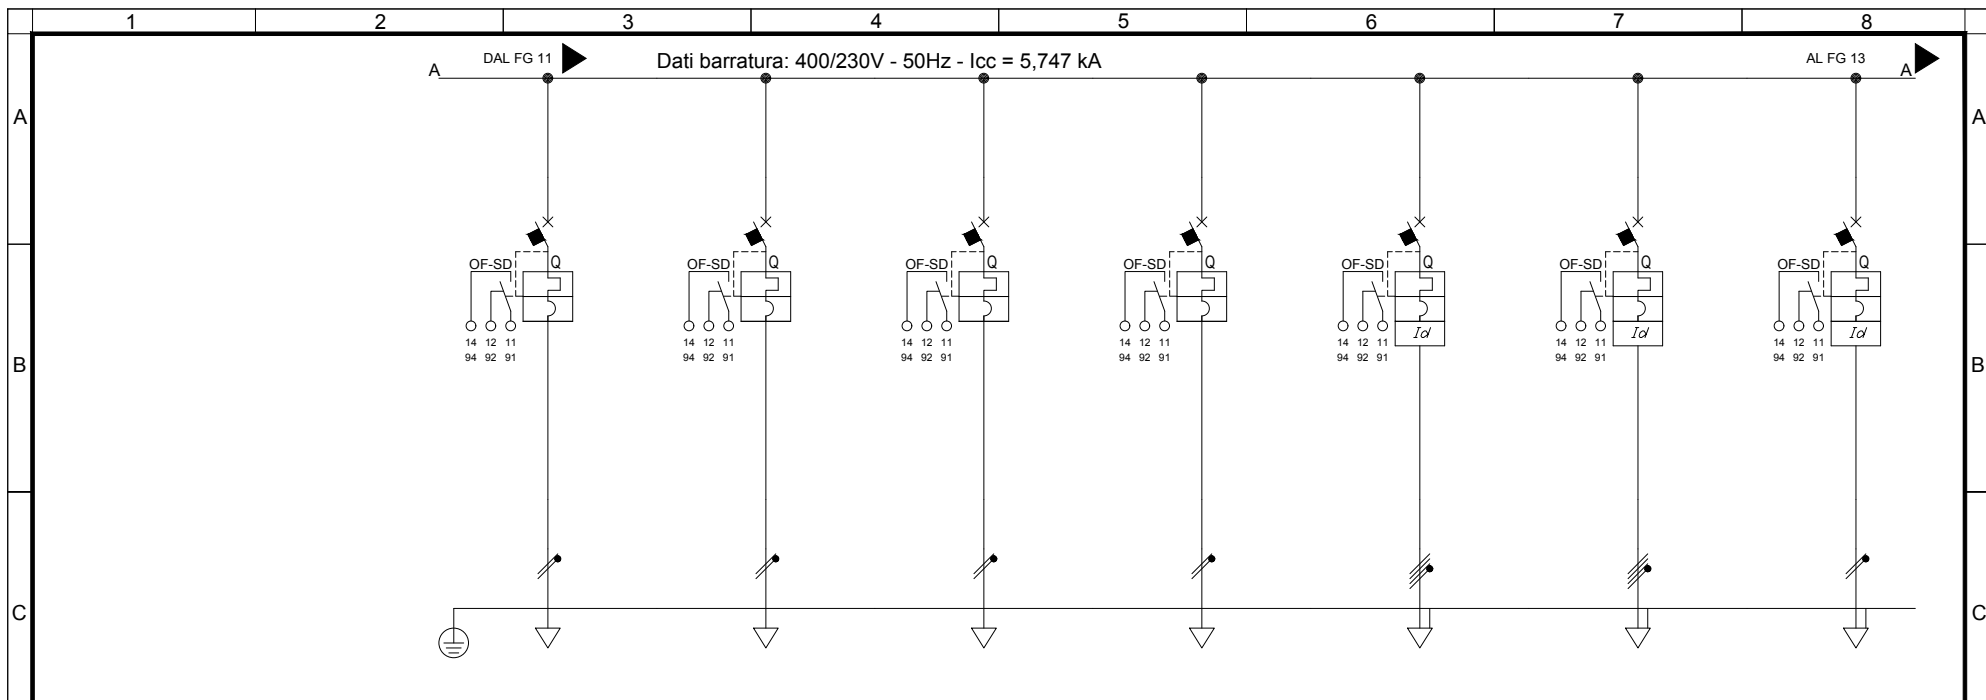 1 2 3 4 5 6 7 8
DAL FG 11 Dati barratura: 400/230V - 50Hz - Icc = 5,747 kA AL FG 13
A A
A A
OF-SD Q OF-SD Q OF-SD Q OF-SD Q OF-SD Q OF-SD Q OF-SD Q
14 12 11 14 12 11 14 12 11 14 12 11 14 12 11 14 12 11 14 12 11
94 92 91 94 92 91 94 92 91 94 92 91 94 92 91 94 92 91 94 92 91
Id Id Id
B B
C C